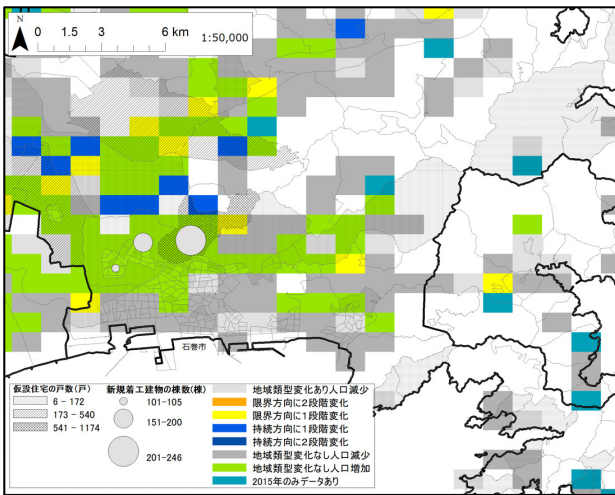 N
0 1.5 3 6 km
1:50,000
石巻市
仮設住宅の戸数(戸)
6 – 172
173 - 540
541 - 1174
新規着工建物の棟数(棟)
101-105
151-200
201-246
地域類型変化あり人口減少
限界方向に2段階変化
限界方向に1段階変化
持続方向に1段階変化
持続方向に2段階変化
地域類型変化なし人口減少
地域類型変化なし人口増加
2015年のみデータあり